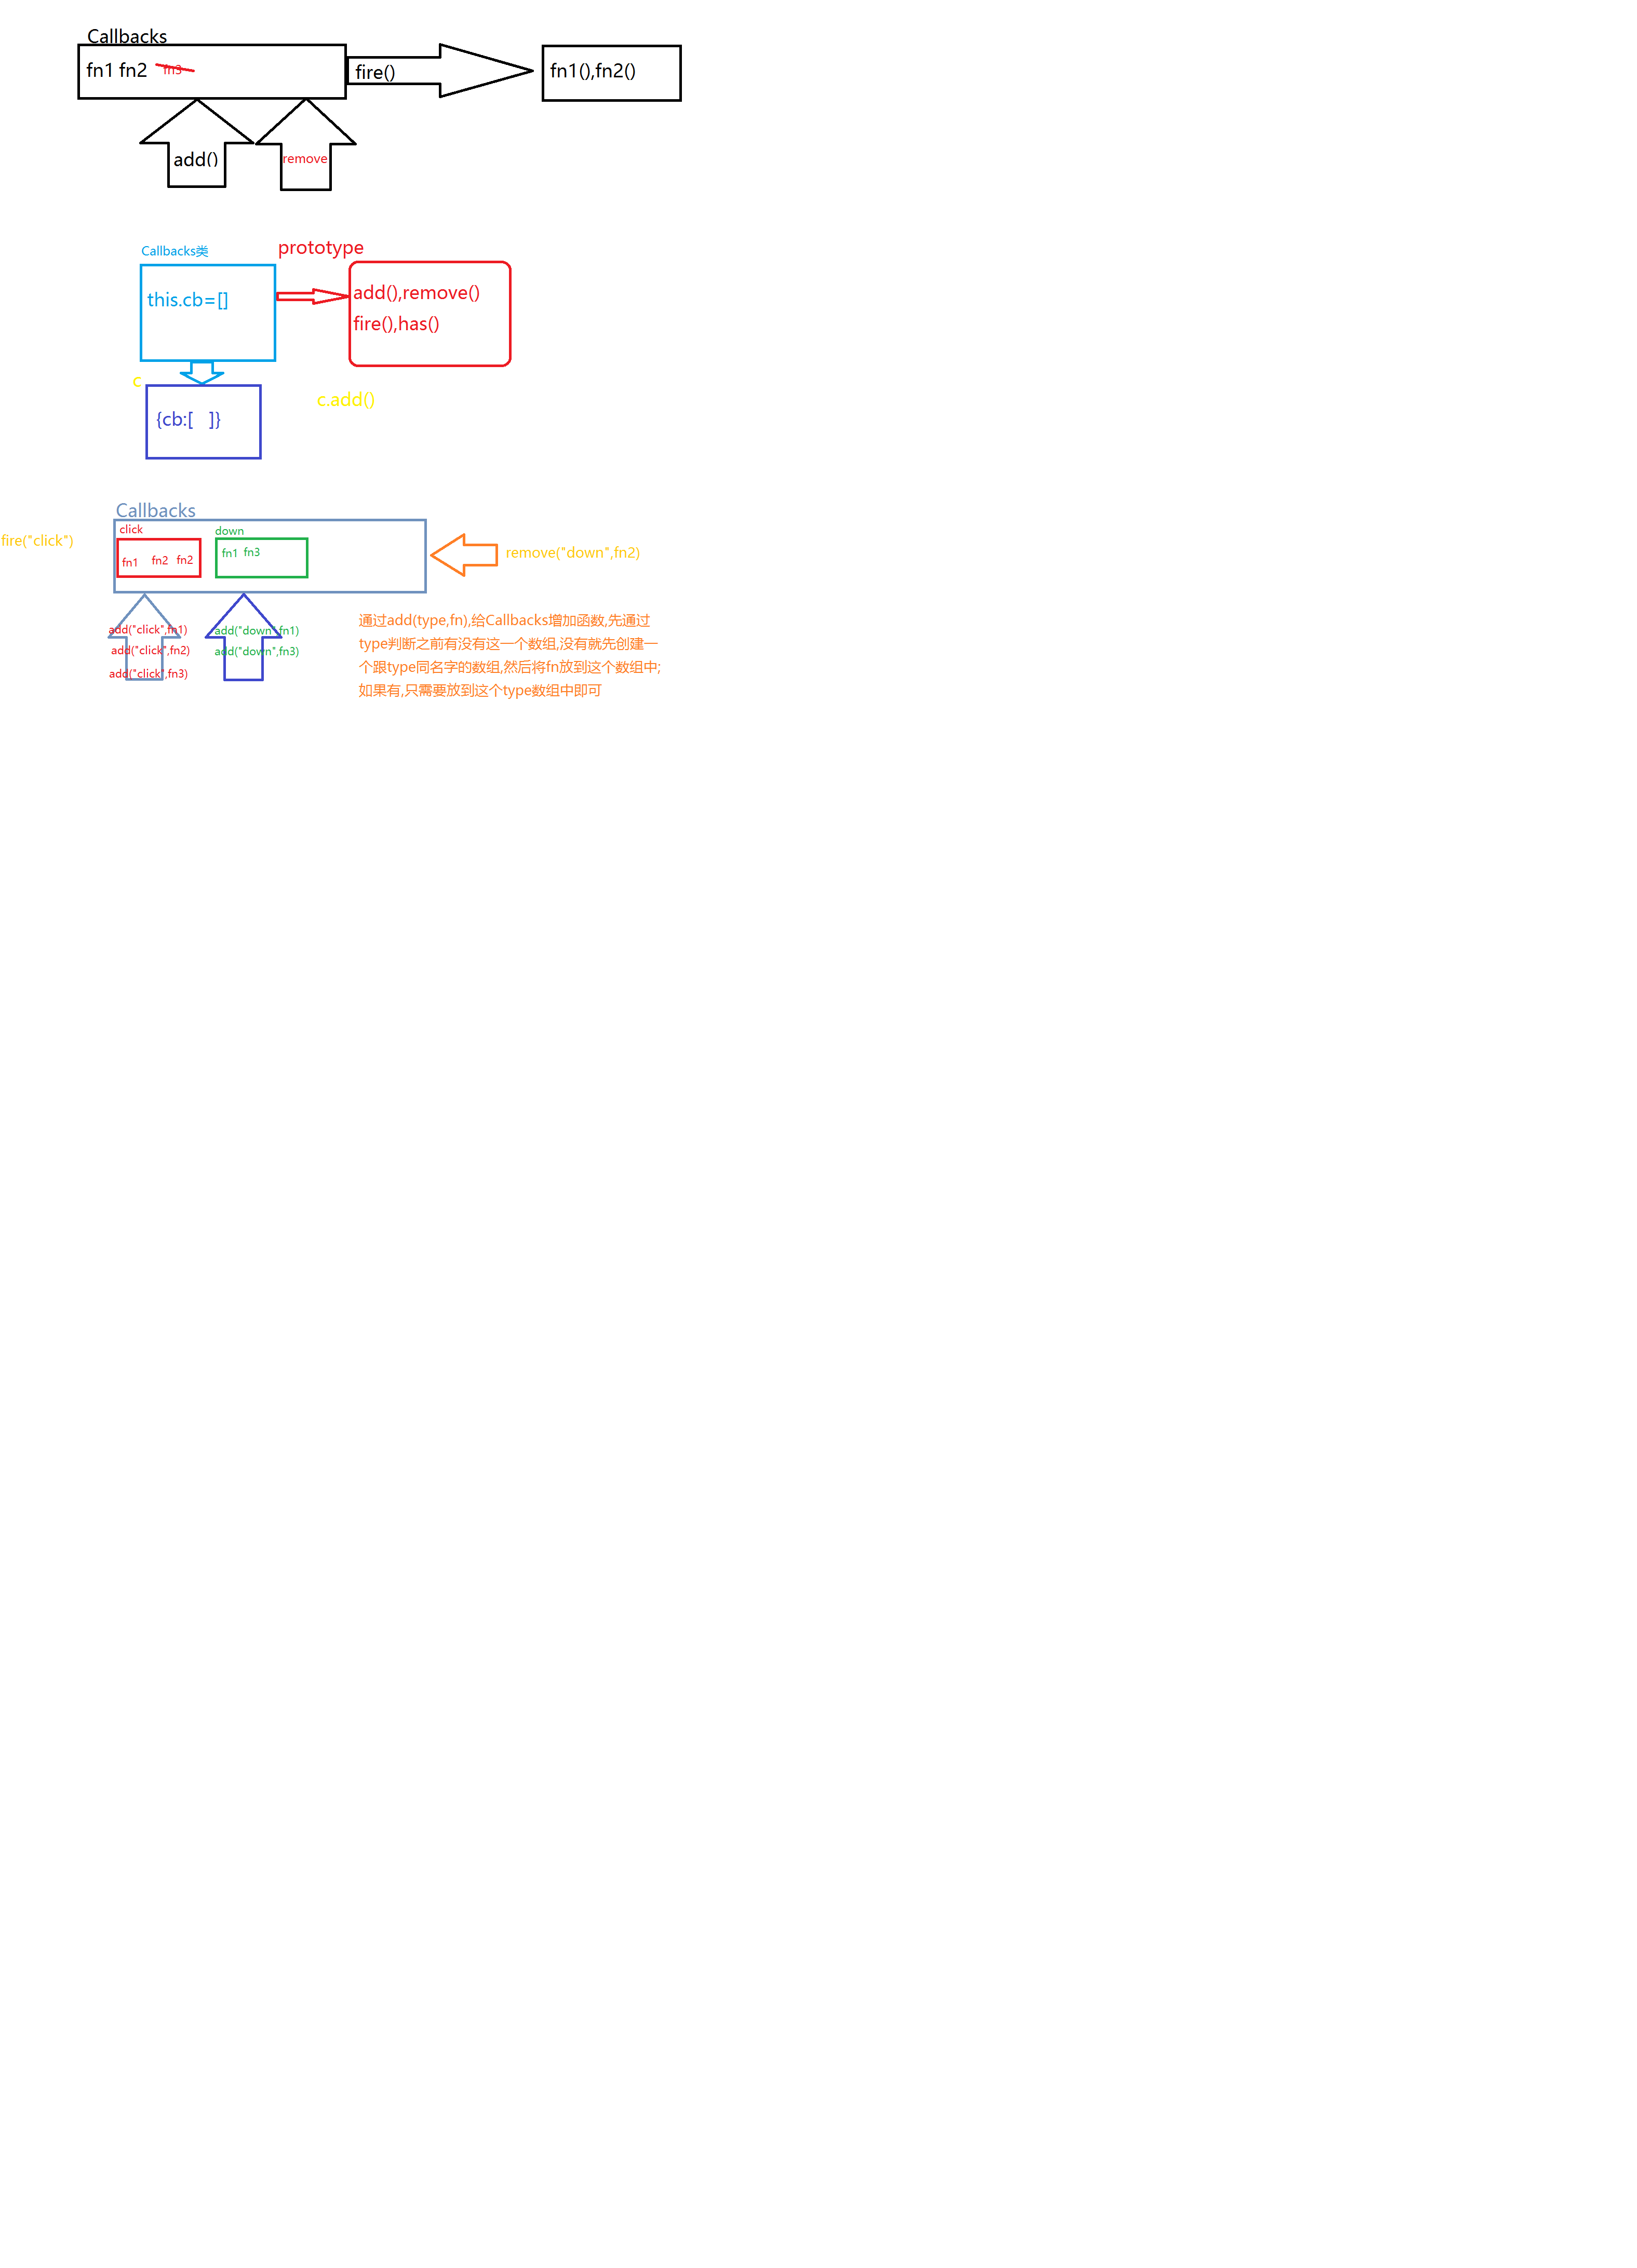 Callbacks
fn1 fn2 fn3
fire()
fn1(),fn2()
add()
remove
Callbacks类
prototype
this.cb=[]
add(),remove()
fire(),has()
c
c.add()
{cb:[ ]}
Callbacks
fire("click")
click
down
fn1 fn2 fn2
fn1 fn3
remove("down",fn2)
add("click",fn1)
add("click",fn2)
add("click",fn3)
add("down",fn1)
add("down",fn3)
通过add(type,fn),给Callbacks增加函数,先通过
type判断之前有没有这一个数组,没有就先创建一
个跟type同名字的数组,然后将fn放到这个数组中;
如果有,只需要放到这个type数组中即可